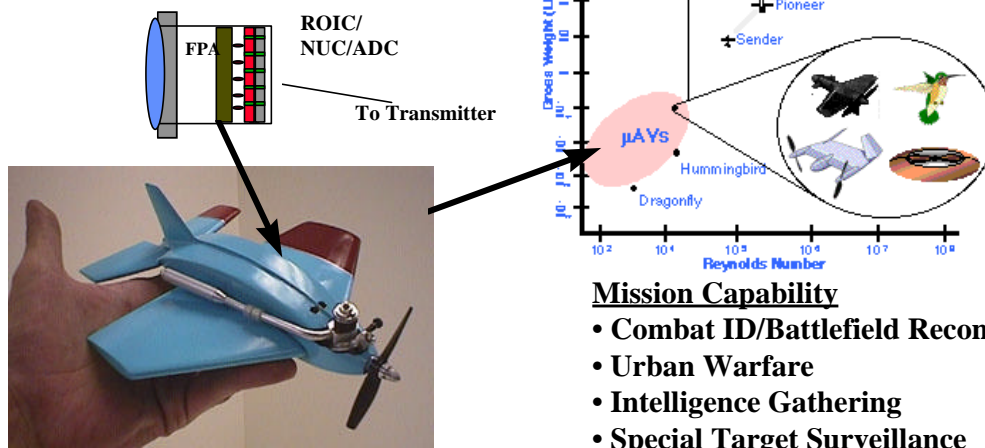 ROIC/
NUC/ADC
FPA
To Transmitter
Pioneer
Sender
Gross Weight
μAVs
Hummingbird
Dragonfly
10² 10⁴ 10⁶ 10⁷ 10⁸
Reynolds Number
Mission Capability
• Combat ID/Battlefield Recon
• Urban Warfare
• Intelligence Gathering
• Special Target Surveillance